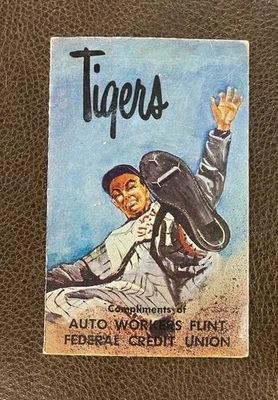 Tigers
Compliments of
AUTO WORKERS FLINT
FEDERAL CREDIT UNION